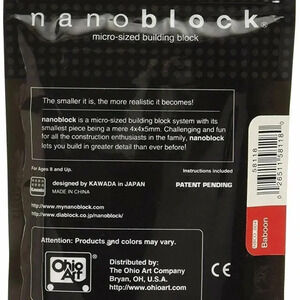 nanoblock®
micro-sized building block
The smaller it is, the more realistic it becomes!
nanoblock is a micro-sized building block system with its
smallest piece being a mere 4x4x5mm. Challenging and fun
for all the construction enthusiasts in the family. nanoblock
lets you build in greater detail than ever before!
For Ages 8 and Up.
Instructions included
KAWADA
designed by KAWADA in JAPAN
MADE IN CHINA
PATENT PENDING
http://www.mynanoblock.com/
http://www.diablock.co.jp/nanoblock/
58118
Baboon
Attention: Products and colors may vary.
Ohio Art
Distributed by:
The Ohio Art Company
Bryan, OH, U.S.A.
http://www.ohioart.com/
CE